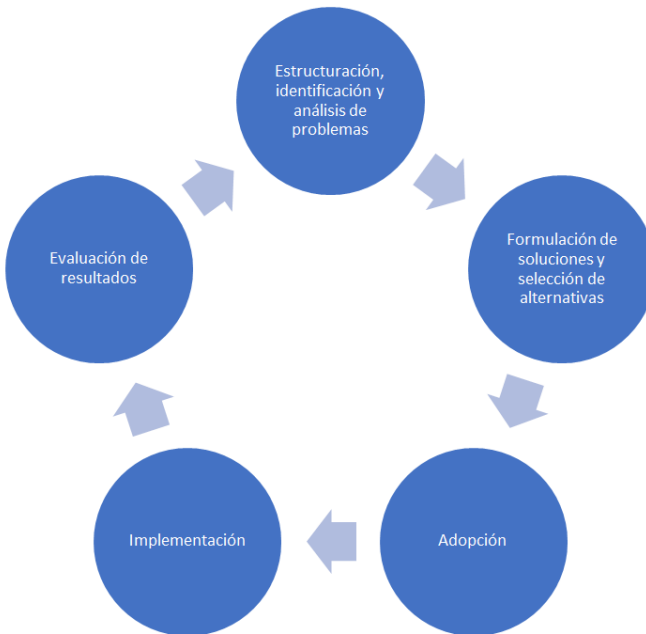 Estructuración,
identificación y
análisis de
problemas
Formulación de
soluciones y
selección de
alternativas
Adopción
Implementación
Evaluación de
resultados